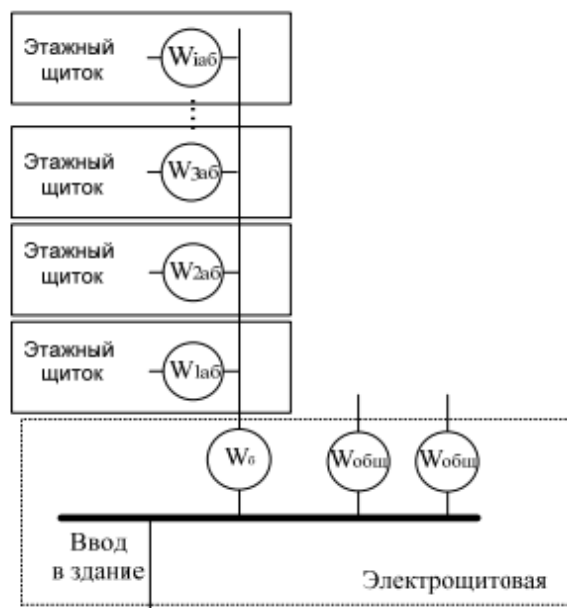 Этажный
щиток
Wiаб
Этажный
щиток
W3аб
Этажный
щиток
W2аб
Этажный
щиток
W1аб
Wб
Wобщ
Wобщ
Ввод
в здание
Электрощитовая